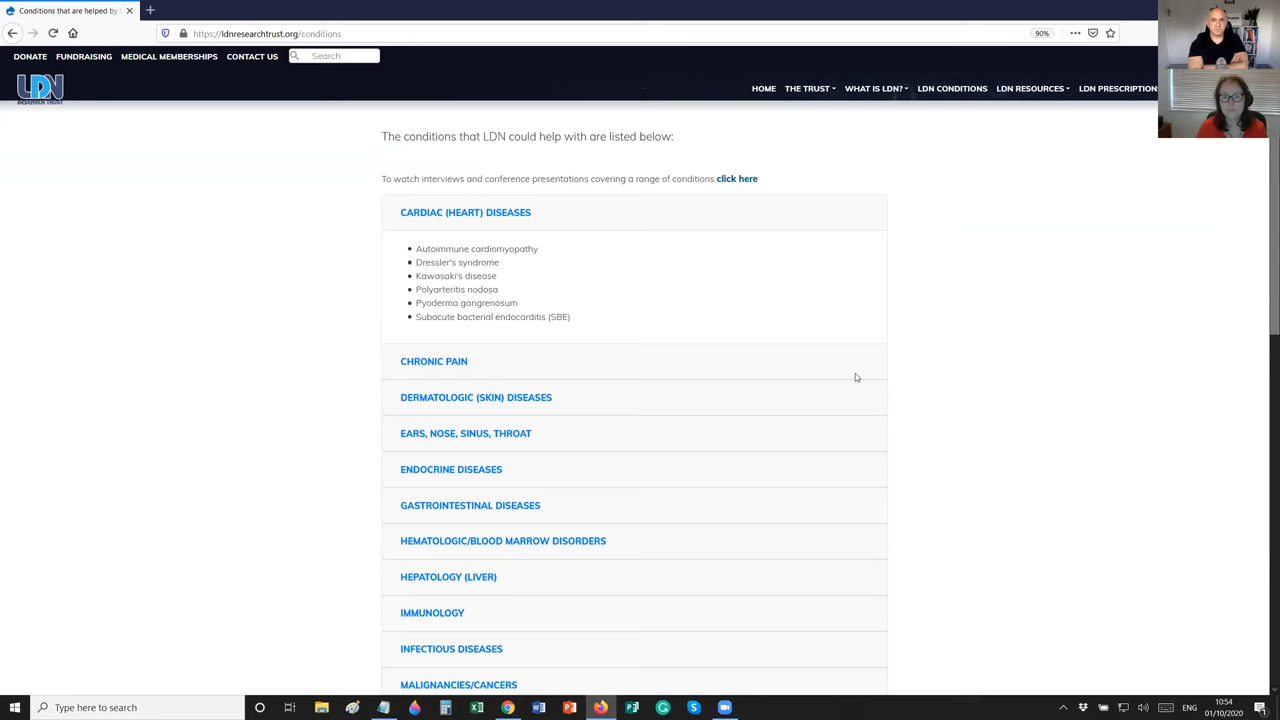 Conditions that are helped by
https://ldnresearchtrust.org/conditions
90%
DONATE FUNDRAISING MEDICAL MEMBERSHIPS CONTACT US Search
LDN
RESEARCH TRUST
HOME THE TRUST WHAT IS LDN? LDN CONDITIONS LDN RESOURCES LDN PRESCRIPTION
The conditions that LDN could help with are listed below:
To watch interviews and conference presentations covering a range of conditions click here
CARDIAC (HEART) DISEASES
• Autoimmune cardiomyopathy
• Dressler's syndrome
• Kawasaki's disease
• Polyarteritis nodosa
• Pyoderma gangrenosum
• Subacute bacterial endocarditis (SBE)
CHRONIC PAIN
DERMATOLOGIC (SKIN) DISEASES
EARS, NOSE, SINUS, THROAT
ENDOCRINE DISEASES
GASTROINTESTINAL DISEASES
HEMATOLOGIC/BLOOD MARROW DISORDERS
HEPATOLOGY (LIVER)
IMMUNOLOGY
INFECTIOUS DISEASES
MALIGNANCIES/CANCERS
Type here to search
ENG
10:54
01/10/2020